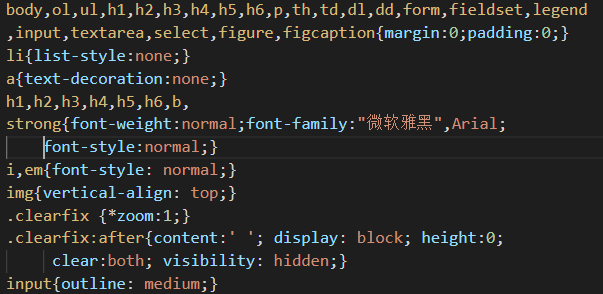 body,ol,ul,h1,h2,h3,h4,h5,h6,p,th,td,dl,dd,form,fieldset,legend
,input,textarea,select,figure,figcaption{margin:0;padding:0;}
li{list-style:none;}
a{text-decoration:none;}
h1,h2,h3,h4,h5,h6,b,
strong{font-weight:normal;font-family:"微软雅黑",Arial;
    font-style:normal;}
i,em{font-style: normal;}
img{vertical-align: top;}
.clearfix {*zoom:1;}
.clearfix:after{content:' '; display: block; height:0;
     clear:both; visibility: hidden;}
input{outline: medium;}